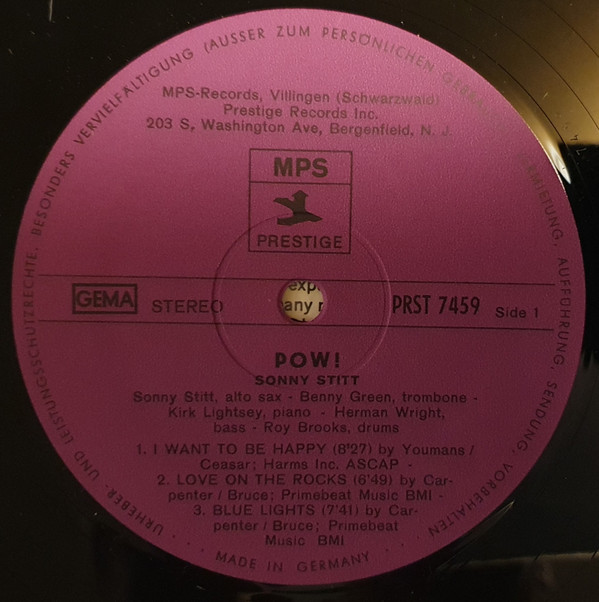 URHEBER- UND LEISTUNGSSCHUTZRECHTE, BESONDERS VERVIELFÄLTIGUNG (AUSSER ZUM PERSÖNLICHEN VERMIETUNG, AUFFÜHRUNG, SENDUNG, VORBEHALTEN
MPS-Records, Villingen (Schwarzwald)
Prestige Records Inc.
203 S, Washington Ave, Bergenfield, N. J.
MPS
PRESTIGE
GEMA STEREO PRST 7459 Side 1
any
POW!
SONNY STITT
Sonny Stitt, alto sax - Benny Green, trombone -
Kirk Lightsey, piano - Herman Wright,
bass - Roy Brooks, drums
1. I WANT TO BE HAPPY (8'27) by Youmans /
Ceasar; Harms Inc. ASCAP -
2. LOVE ON THE ROCKS (6'49) by Car-
penter / Bruce; Primebeat Music BMI -
3. BLUE LIGHTS (7'41) by Car-
penter / Bruce; Primebeat
Music BMI
MADE IN GERMANY